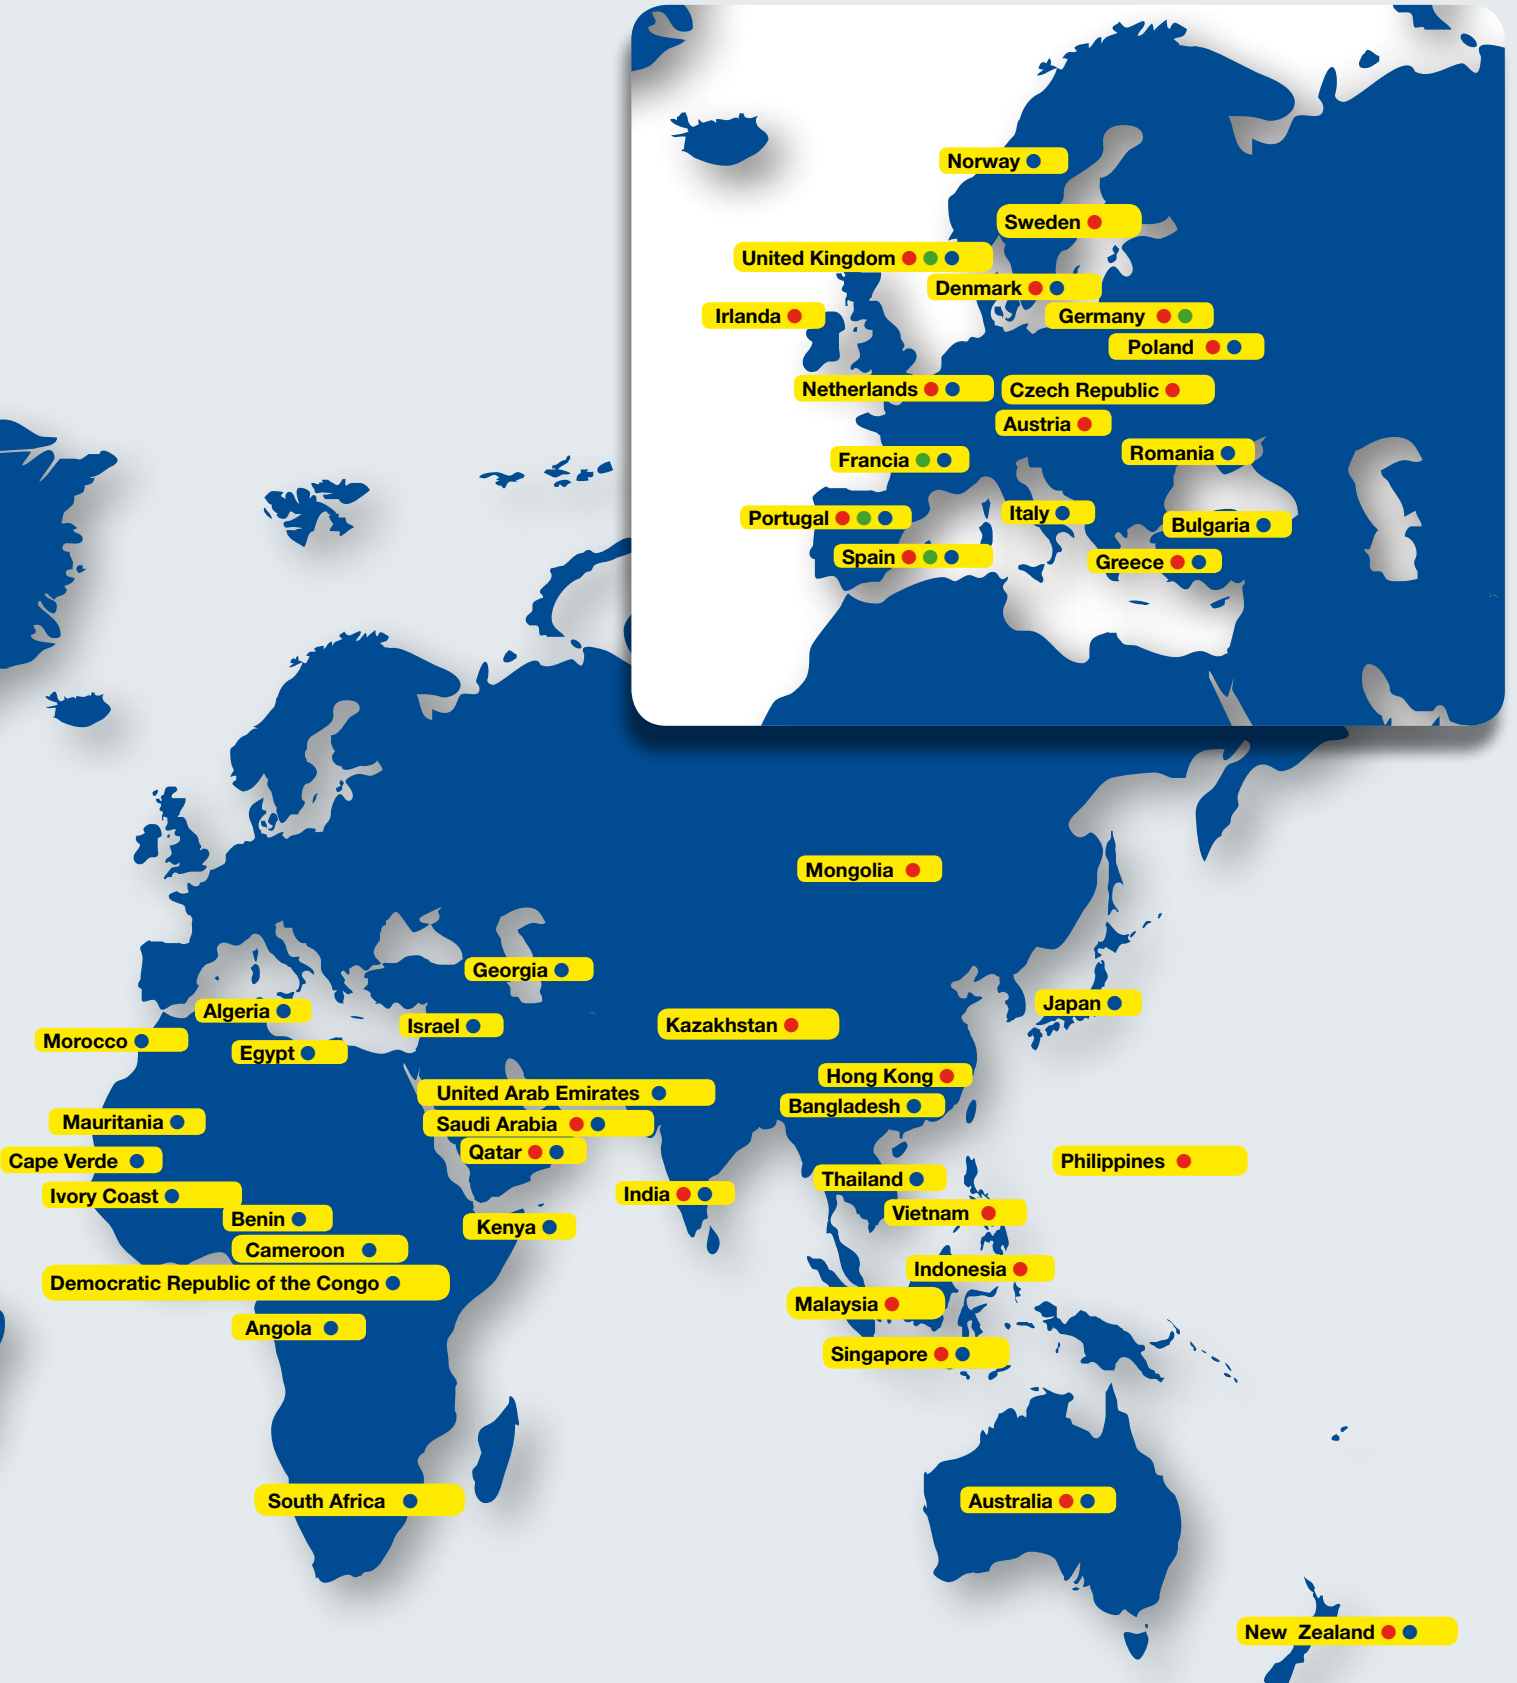 Norway
Sweden
United Kingdom
Denmark
Irlanda
Germany
Poland
Netherlands
Czech Republic
Austria
Romania
Francia
Portugal
Italy
Bulgaria
Spain
Greece
Mongolia
Georgia
Japan
Algeria
Israel
Kazakhstan
Morocco
Egypt
Hong Kong
United Arab Emirates
Bangladesh
Mauritania
Saudi Arabia
Qatar
Cape Verde
Philippines
Thailand
Ivory Coast
India
Vietnam
Benin
Kenya
Cameroon
Indonesia
Democratic Republic of the Congo
Malaysia
Angola
Singapore
South Africa
Australia
New Zealand